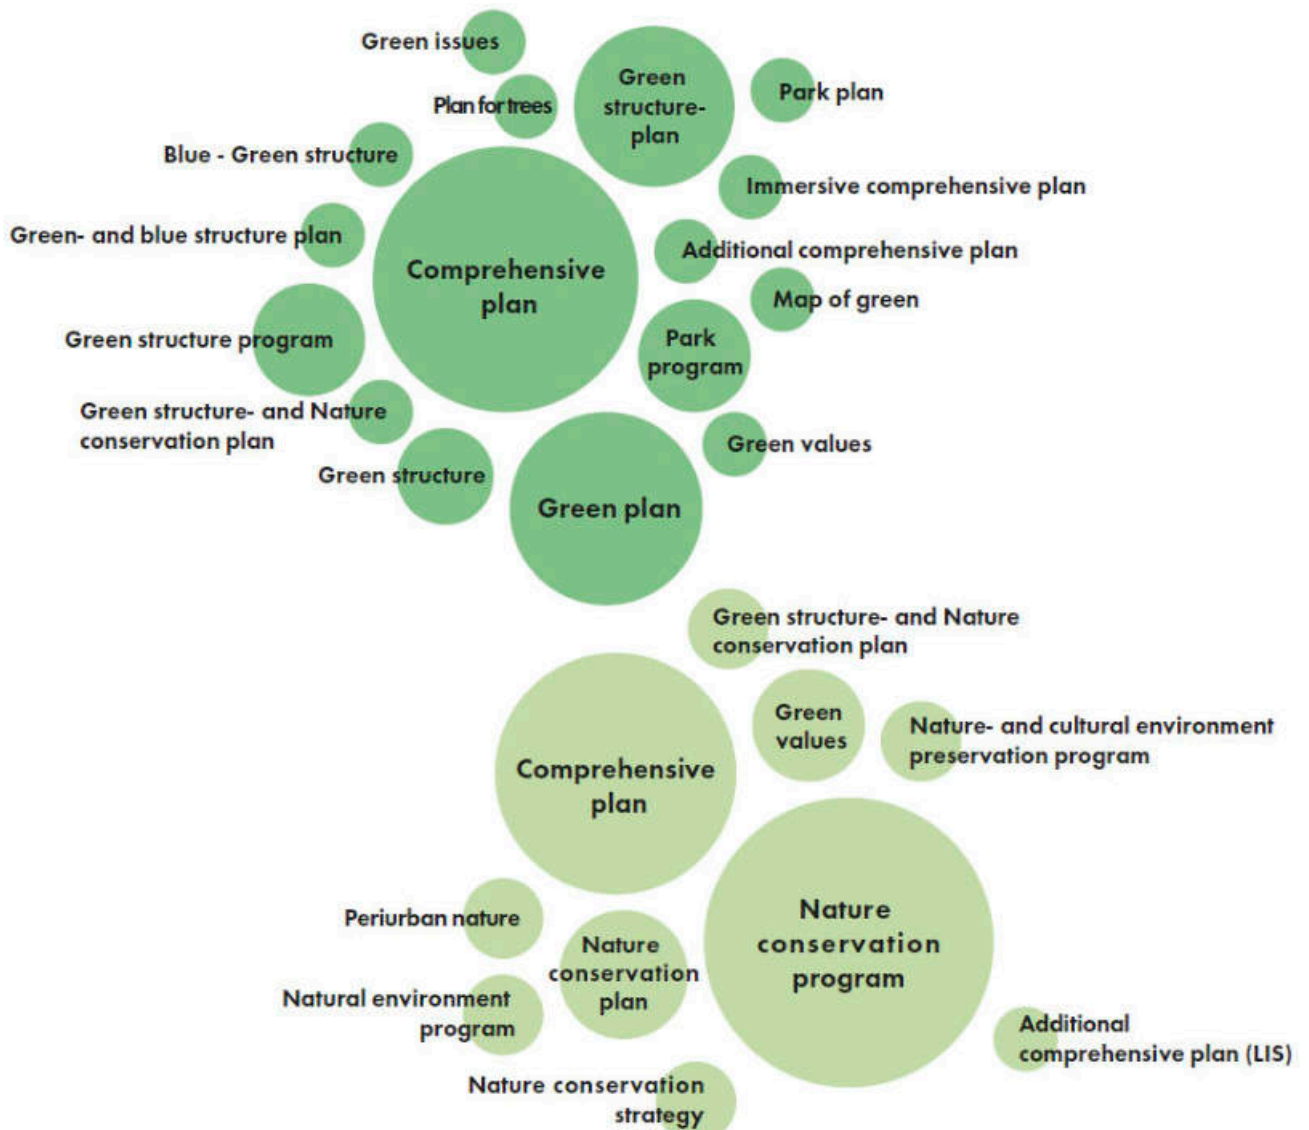 Green issues
Plan for trees
Green
structure-
plan
Park plan
Blue - Green structure
Immersive comprehensive plan
Green- and blue structure plan
Additional comprehensive plan
Comprehensive
plan
Map of green
Green structure program
Park
program
Green structure- and Nature
conservation plan
Green values
Green structure
Green plan
Green structure- and Nature
conservation plan
Green
values
Nature- and cultural environment
preservation program
Comprehensive
plan
Periurban nature
Nature
conservation
program
Nature
conservation
plan
Natural environment
program
Additional
comprehensive plan (LIS)
Nature conservation
strategy